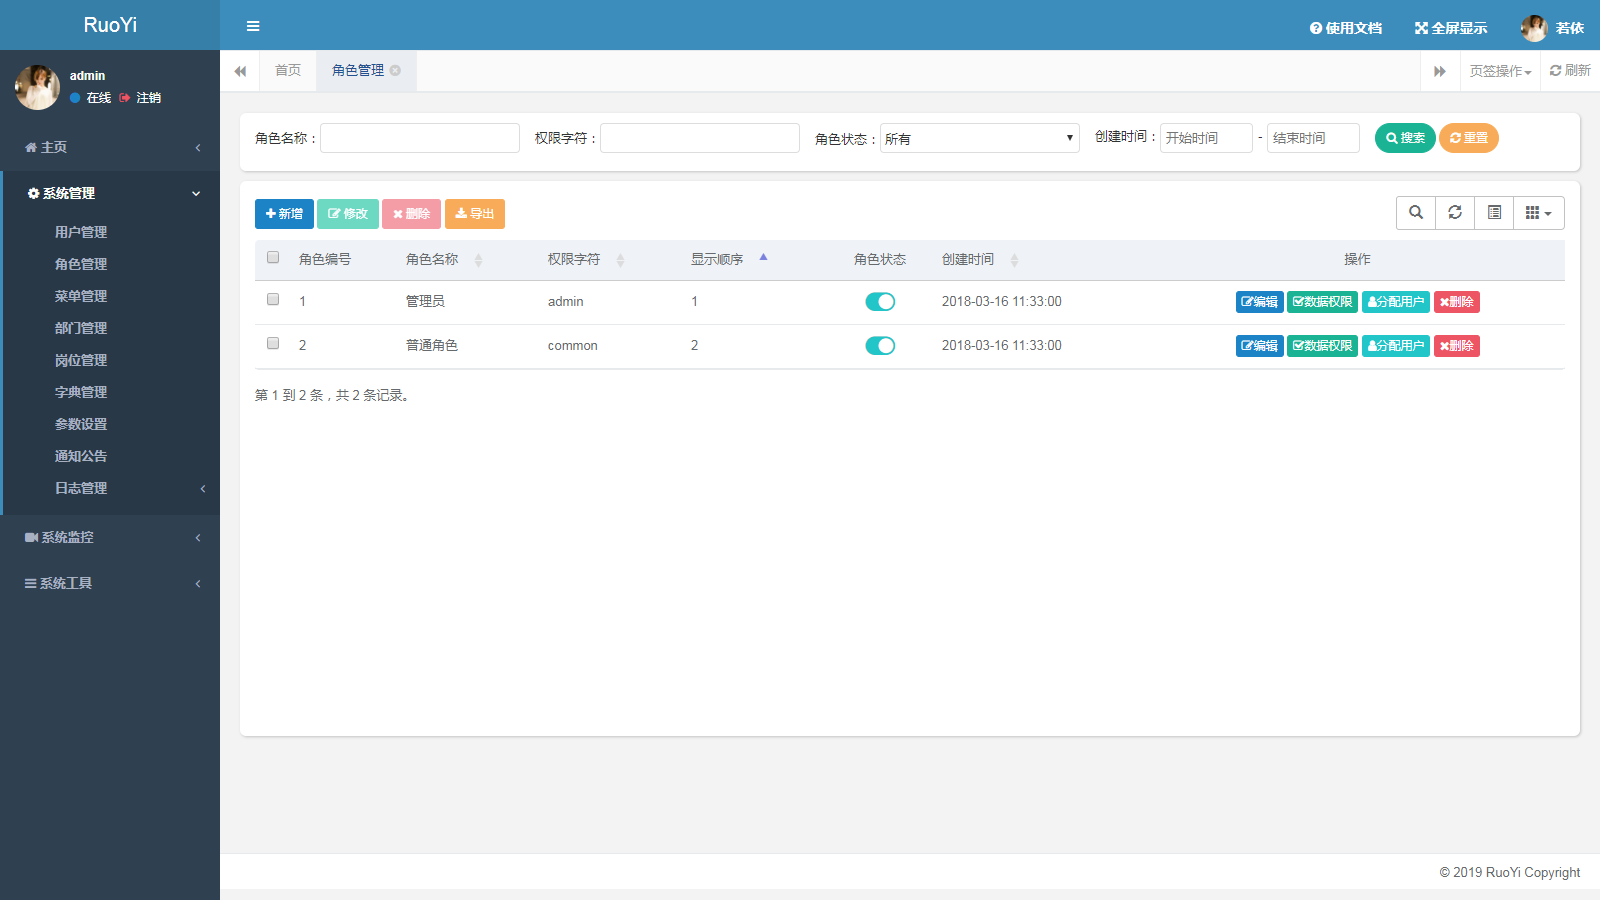 RuoYi
使用文档 全屏显示 若依
admin
在线 注销
首页 角色管理 页签操作 刷新
主页
系统管理
用户管理
角色管理
菜单管理
部门管理
岗位管理
字典管理
参数设置
通知公告
日志管理
系统监控
系统工具
角色名称： 权限字符： 角色状态： 所有 创建时间： 开始时间 - 结束时间 搜索 重置
新增 修改 删除 导出
角色编号 角色名称 权限字符 显示顺序 角色状态 创建时间 操作
1 管理员 admin 1 2018-03-16 11:33:00 编辑 数据权限 分配用户 删除
2 普通角色 common 2 2018-03-16 11:33:00 编辑 数据权限 分配用户 删除
第 1 到 2 条，共 2 条记录。
© 2019 RuoYi Copyright